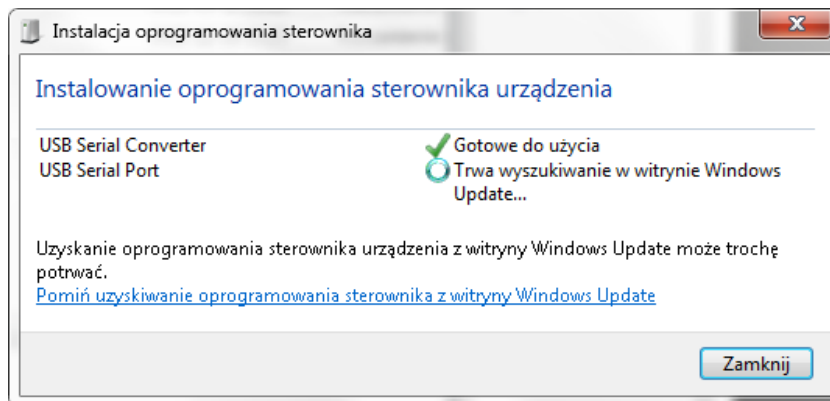 Instalacja oprogramowania sterownika
Instalowanie oprogramowania sterownika urządzenia
USB Serial Converter
Gotowe do użycia
USB Serial Port
Trwa wyszukiwanie w witrynie Windows
Update...
Uzyskanie oprogramowania sterownika urządzenia z witryny Windows Update może trochę
potrwać.
Pomiń uzyskiwanie oprogramowania sterownika z witryny Windows Update
Zamknij